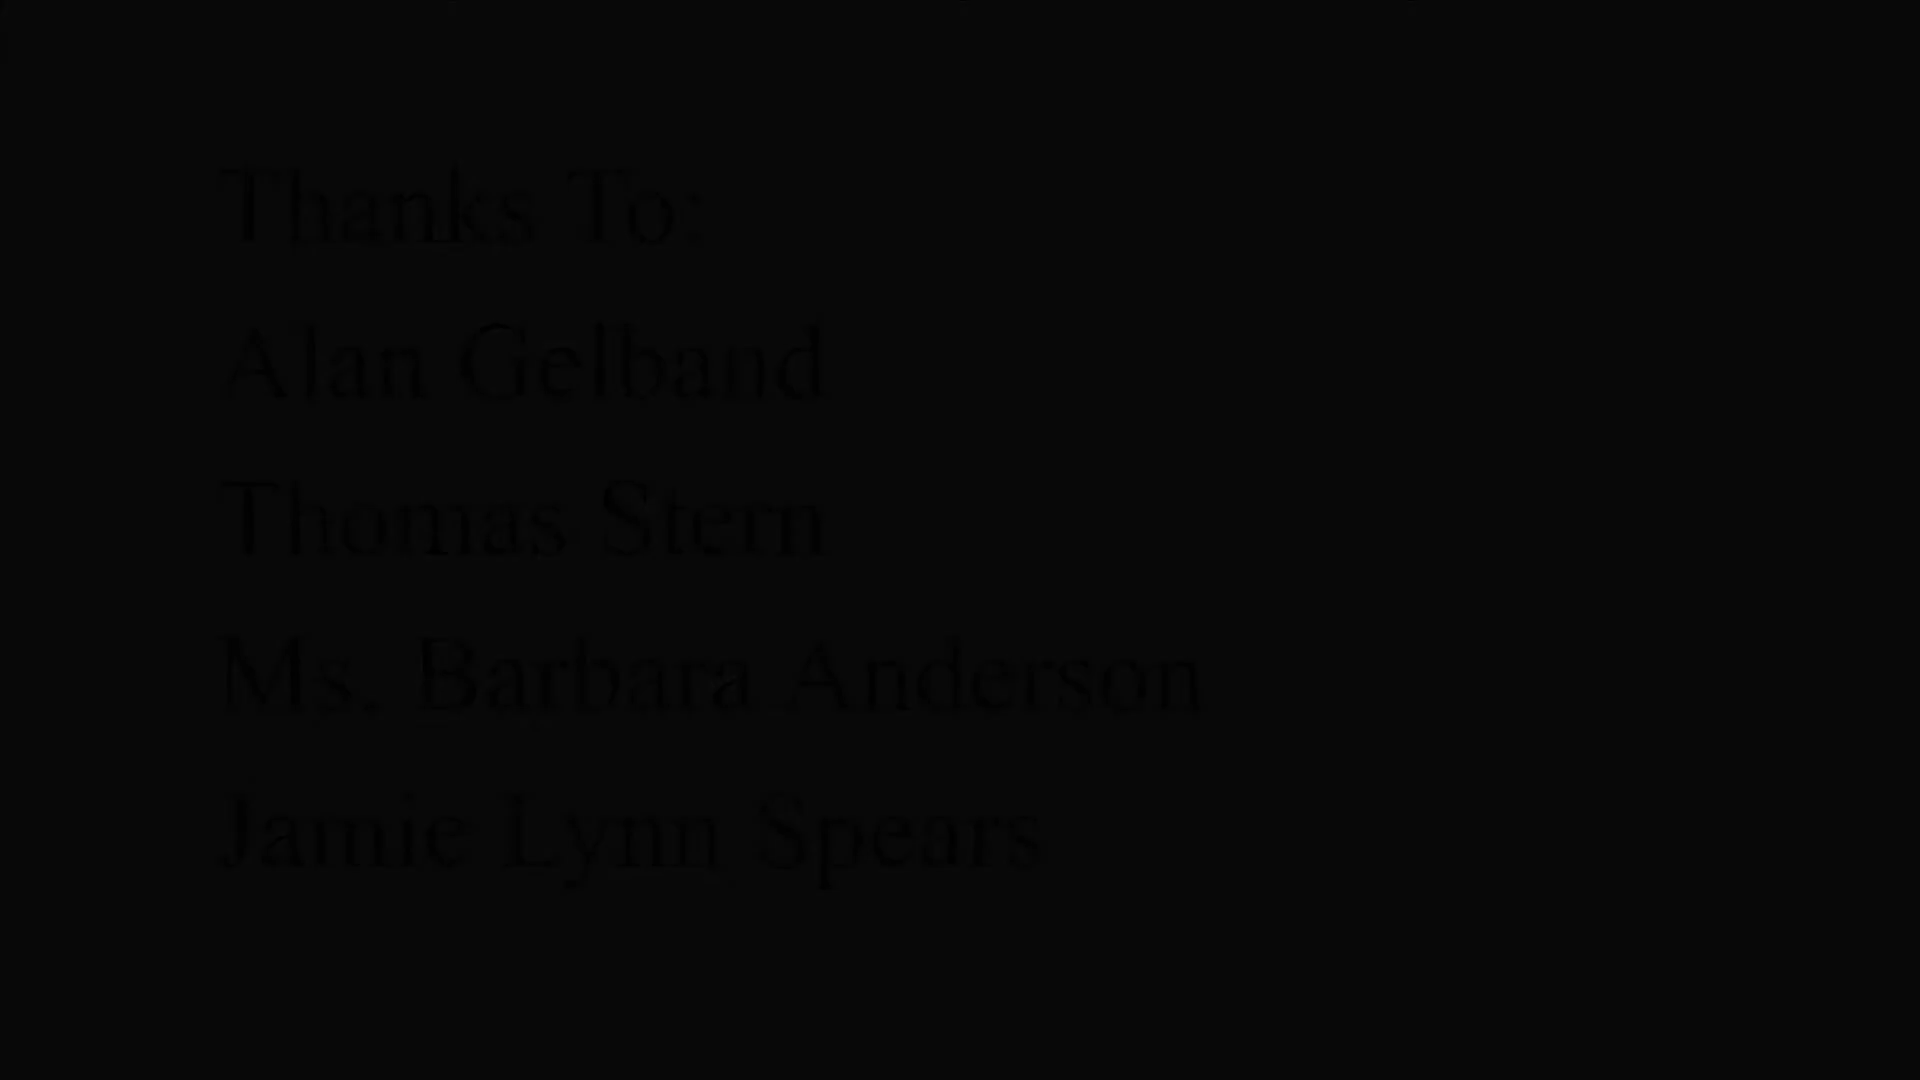 Thanks To:
Alan Gelband
Thomas Stern
Ms. Barbara Anderson
Jamie Lynn Spears